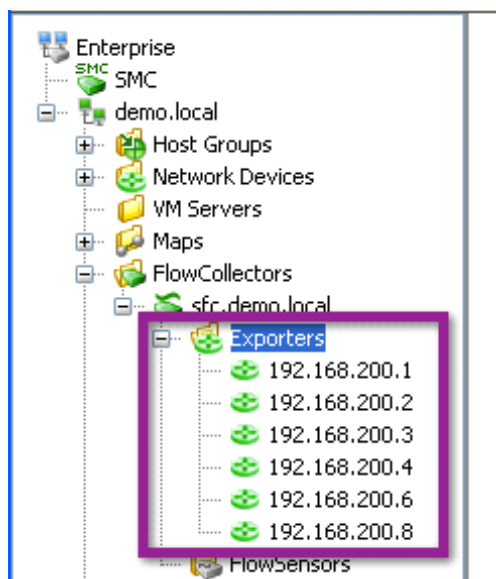 Enterprise
SMC SMC
demo.local
Host Groups
Network Devices
VM Servers
Maps
FlowCollectors
sfc.demo.local
Exporters
192.168.200.1
192.168.200.2
192.168.200.3
192.168.200.4
192.168.200.6
192.168.200.8
FlowSensors